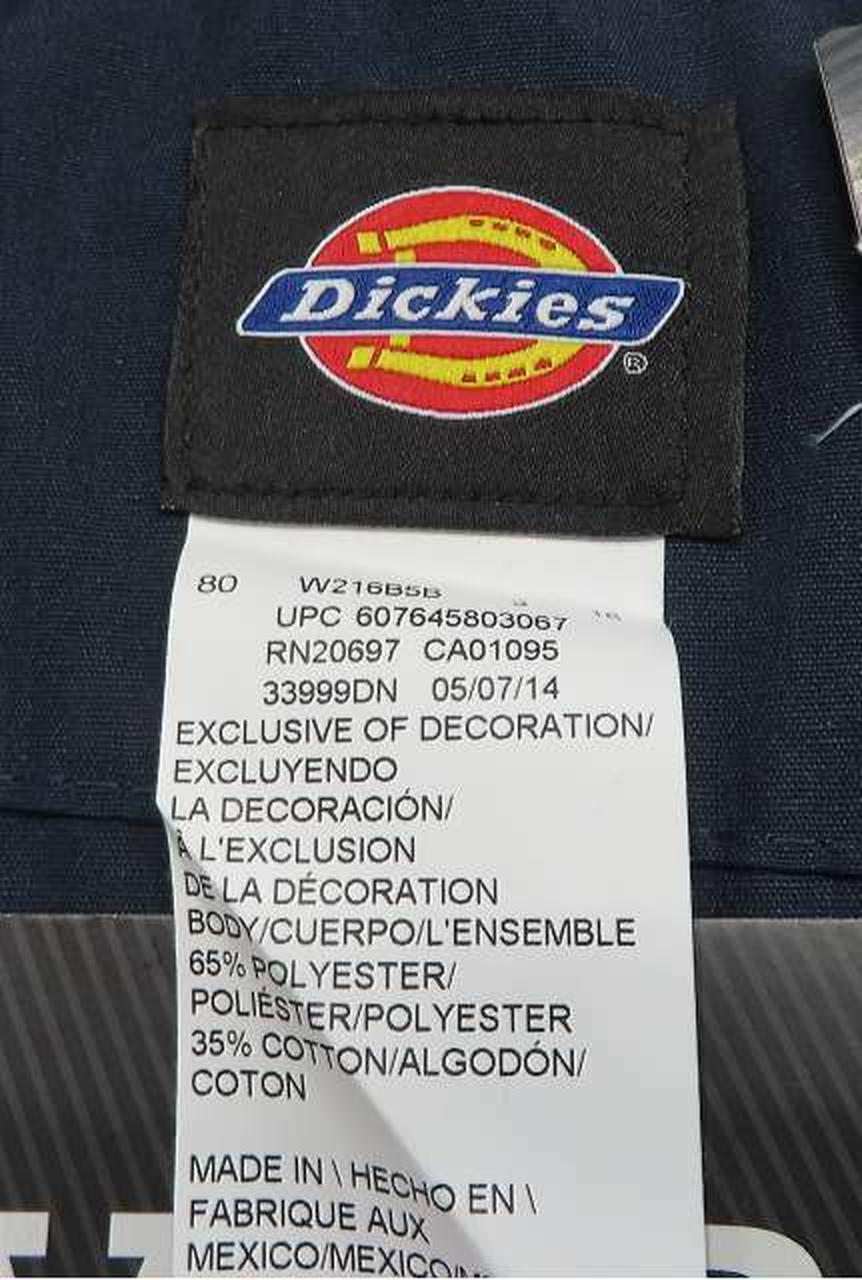 Dickies
®
80 W216B5B
UPC 607645803067
RN20697 CA01095
33999DN 05/07/14
EXCLUSIVE OF DECORATION/
EXCLUYENDO
LA DECORACIÓN/
À L'EXCLUSION
DE LA DÉCORATION
BODY/CUERPO/L'ENSEMBLE
65% POLYESTER/
POLIÉSTER/POLYESTER
35% COTTON/ALGODÓN/
COTON
MADE IN \ HECHO EN \
FABRIQUE AUX
MEXICO/MEXICO/